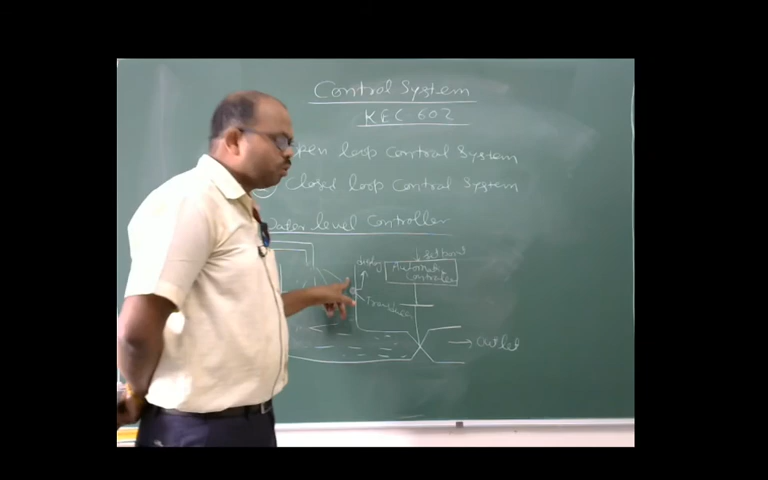 Control System
KEC-602
Open loop Control System
Closed loop Control System
Water level Controller
set point
display
Automatic
Controller
Transducer
Outlet